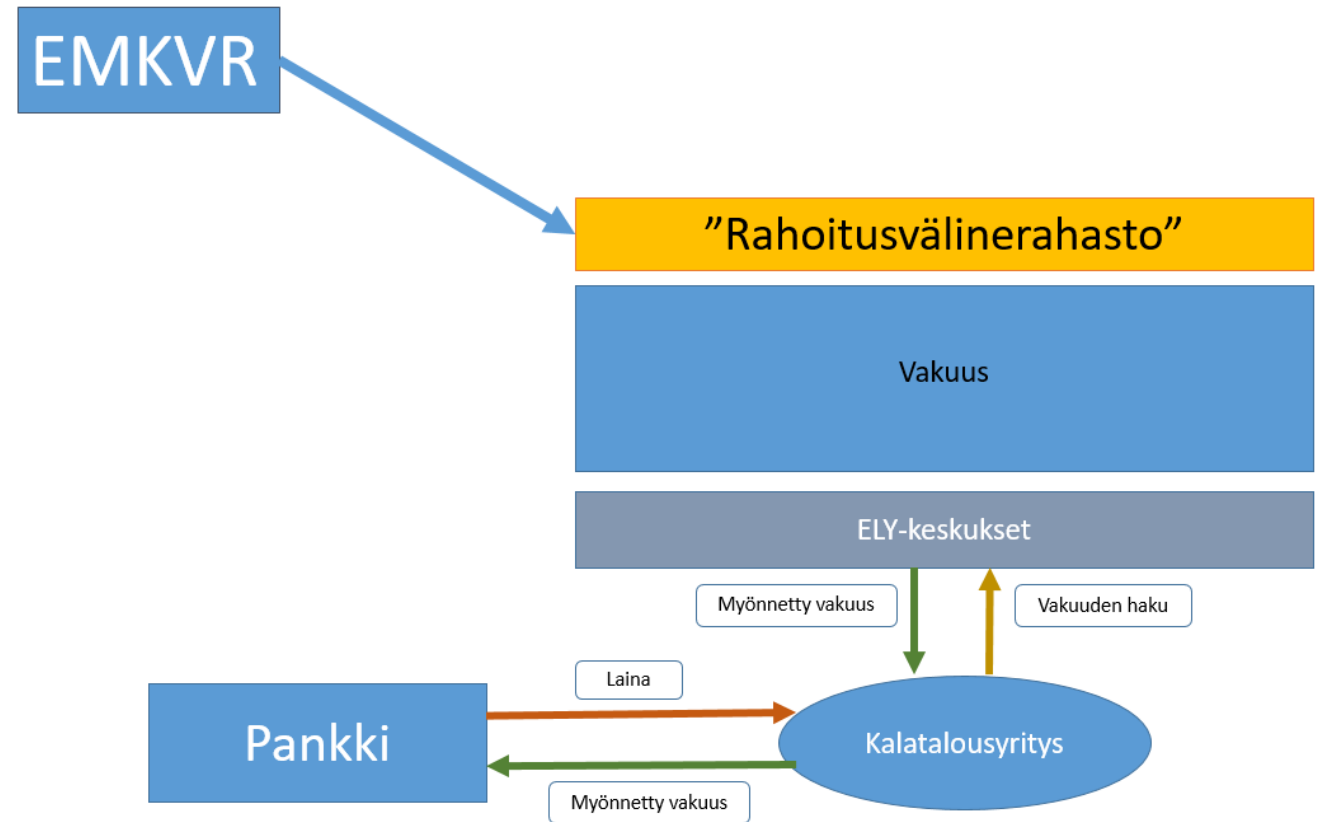 EMKVR
”Rahoitusvälinerahasto”
Vakuus
ELY-keskukset
Myönnetty vakuus
Vakuuden haku
Laina
Pankki
Kalatalousyritys
Myönnetty vakuus